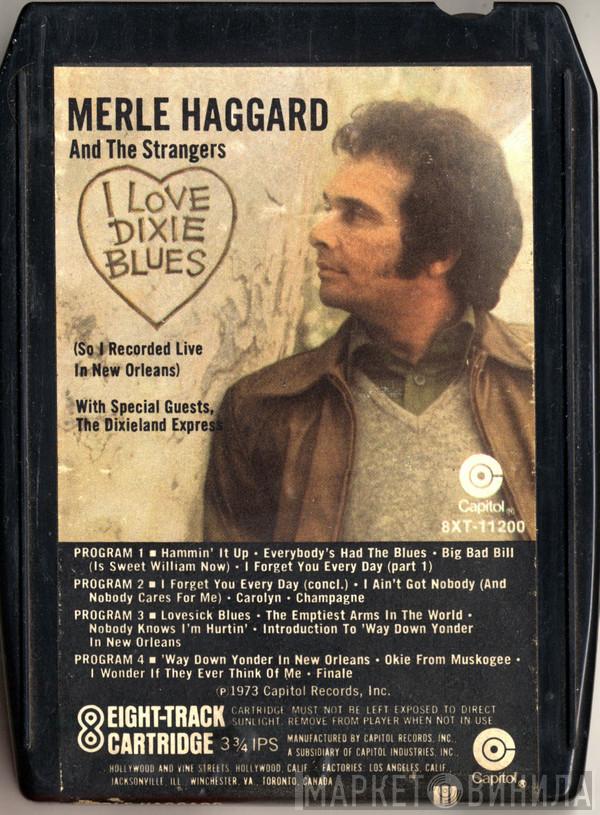 MERLE HAGGARD
And The Strangers
I LOVE
DIXIE
BLUES
(So I Recorded Live
In New Orleans)
With Special Guests,
The Dixieland Express
Capitol
8XT-11200
PROGRAM 1 ■ Hammin' It Up • Everybody's Had The Blues • Big Bad Bill
(Is Sweet William Now) • I Forget You Every Day (part 1)
PROGRAM 2 ■ I Forget You Every Day (concl.) • I Ain't Got Nobody (And
Nobody Cares For Me) • Carolyn • Champagne
PROGRAM 3 ■ Lovesick Blues • The Emptiest Arms In The World •
Nobody Knows I'm Hurtin' • Introduction To 'Way Down Yonder
In New Orleans
PROGRAM 4 ■ 'Way Down Yonder In New Orleans • Okie From Muskogee •
I Wonder If They Ever Think Of Me • Finale
℗1973 Capitol Records, Inc.
8 EIGHT-TRACK
CARTRIDGE 3¾ IPS
CARTRIDGE MUST NOT BE LEFT EXPOSED TO DIRECT
SUNLIGHT. REMOVE FROM PLAYER WHEN NOT IN USE
MANUFACTURED BY CAPITOL RECORDS, INC.,
A SUBSIDIARY OF CAPITOL INDUSTRIES, INC.
HOLLYWOOD AND VINE STREETS, HOLLYWOOD, CALIF. • FACTORIES: LOS ANGELES, CALIF.,
JACKSONVILLE, ILL., WINCHESTER, VA., TORONTO, CANADA
Capitol
МАРКЕТ ВИНИЛА